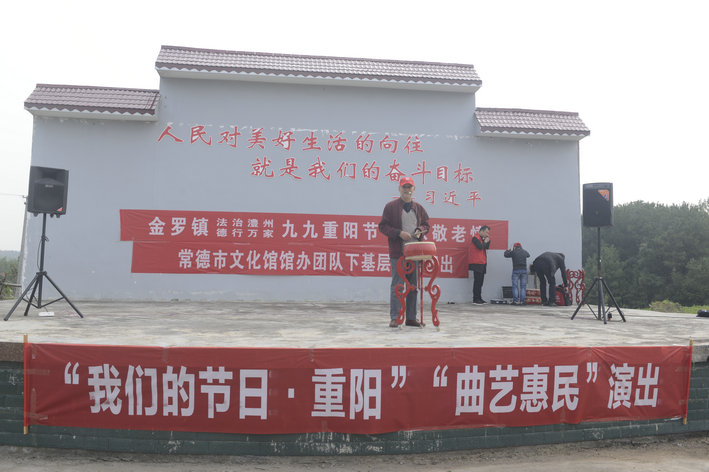 人民对美好生活的向往
就是我们的奋斗目标
习近平
金罗镇 法治澧州 德行万家 九九重阳节 敬老情
常德市文化馆馆办团队下基层 出
“我们的节日·重阳” “曲艺惠民”演出